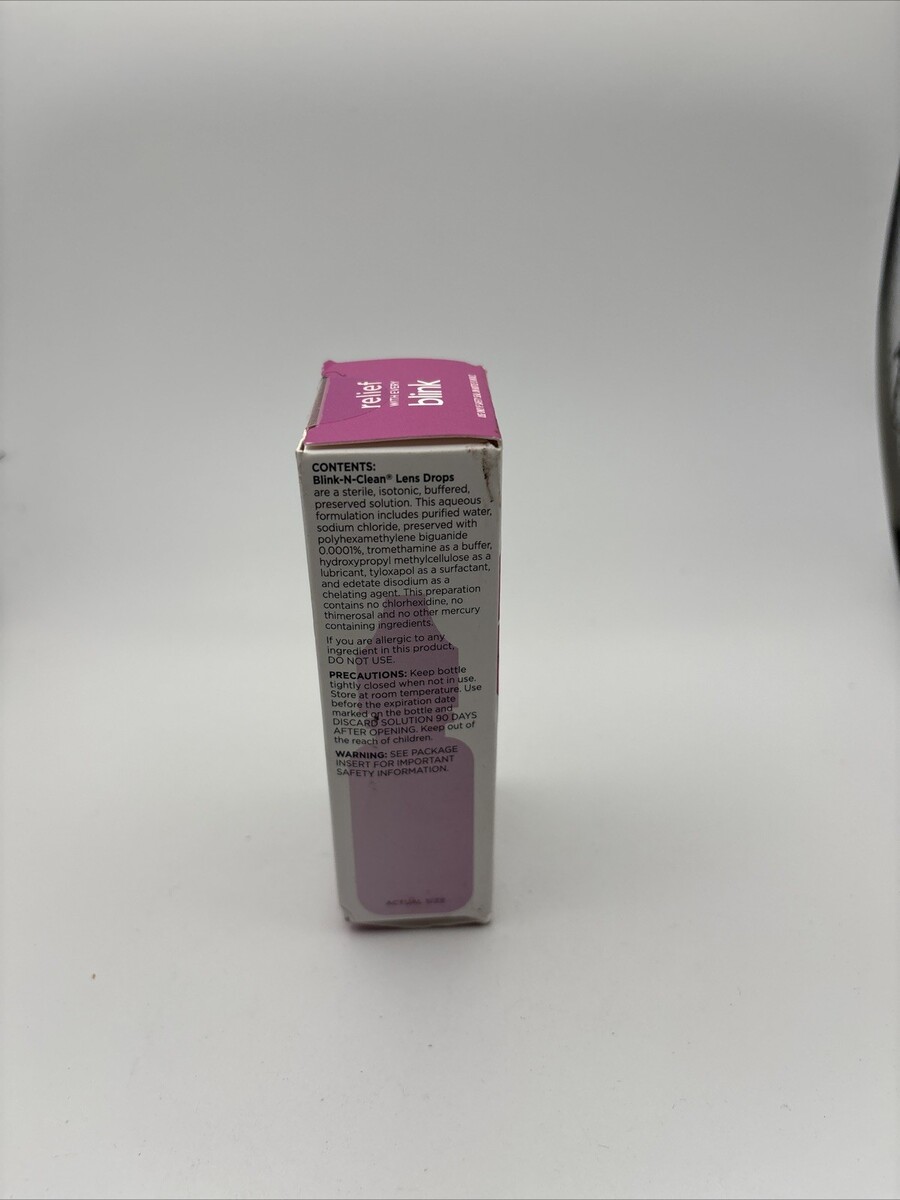 relief
WITH EVERY
blink
CONTENTS:
Blink-N-Clean® Lens Drops
are a sterile, isotonic, buffered,
preserved solution. This aqueous
formulation includes purified water,
sodium chloride, preserved with
polyhexamethylene biguanide
0.0001%, tromethamine as a buffer,
hydroxypropyl methylcellulose as a
lubricant, tyloxapol as a surfactant,
and edetate disodium as a
chelating agent. This preparation
contains no chlorhexidine, no
thimerosal and no other mercury
containing ingredients.
If you are allergic to any
ingredient in this product,
DO NOT USE.
PRECAUTIONS: Keep bottle
tightly closed when not in use.
Store at room temperature. Use
before the expiration date
marked on the bottle and
DISCARD SOLUTION 90 DAYS
AFTER OPENING. Keep out of
the reach of children.
WARNING: SEE PACKAGE
INSERT FOR IMPORTANT
SAFETY INFORMATION.
ACTUAL SIZE